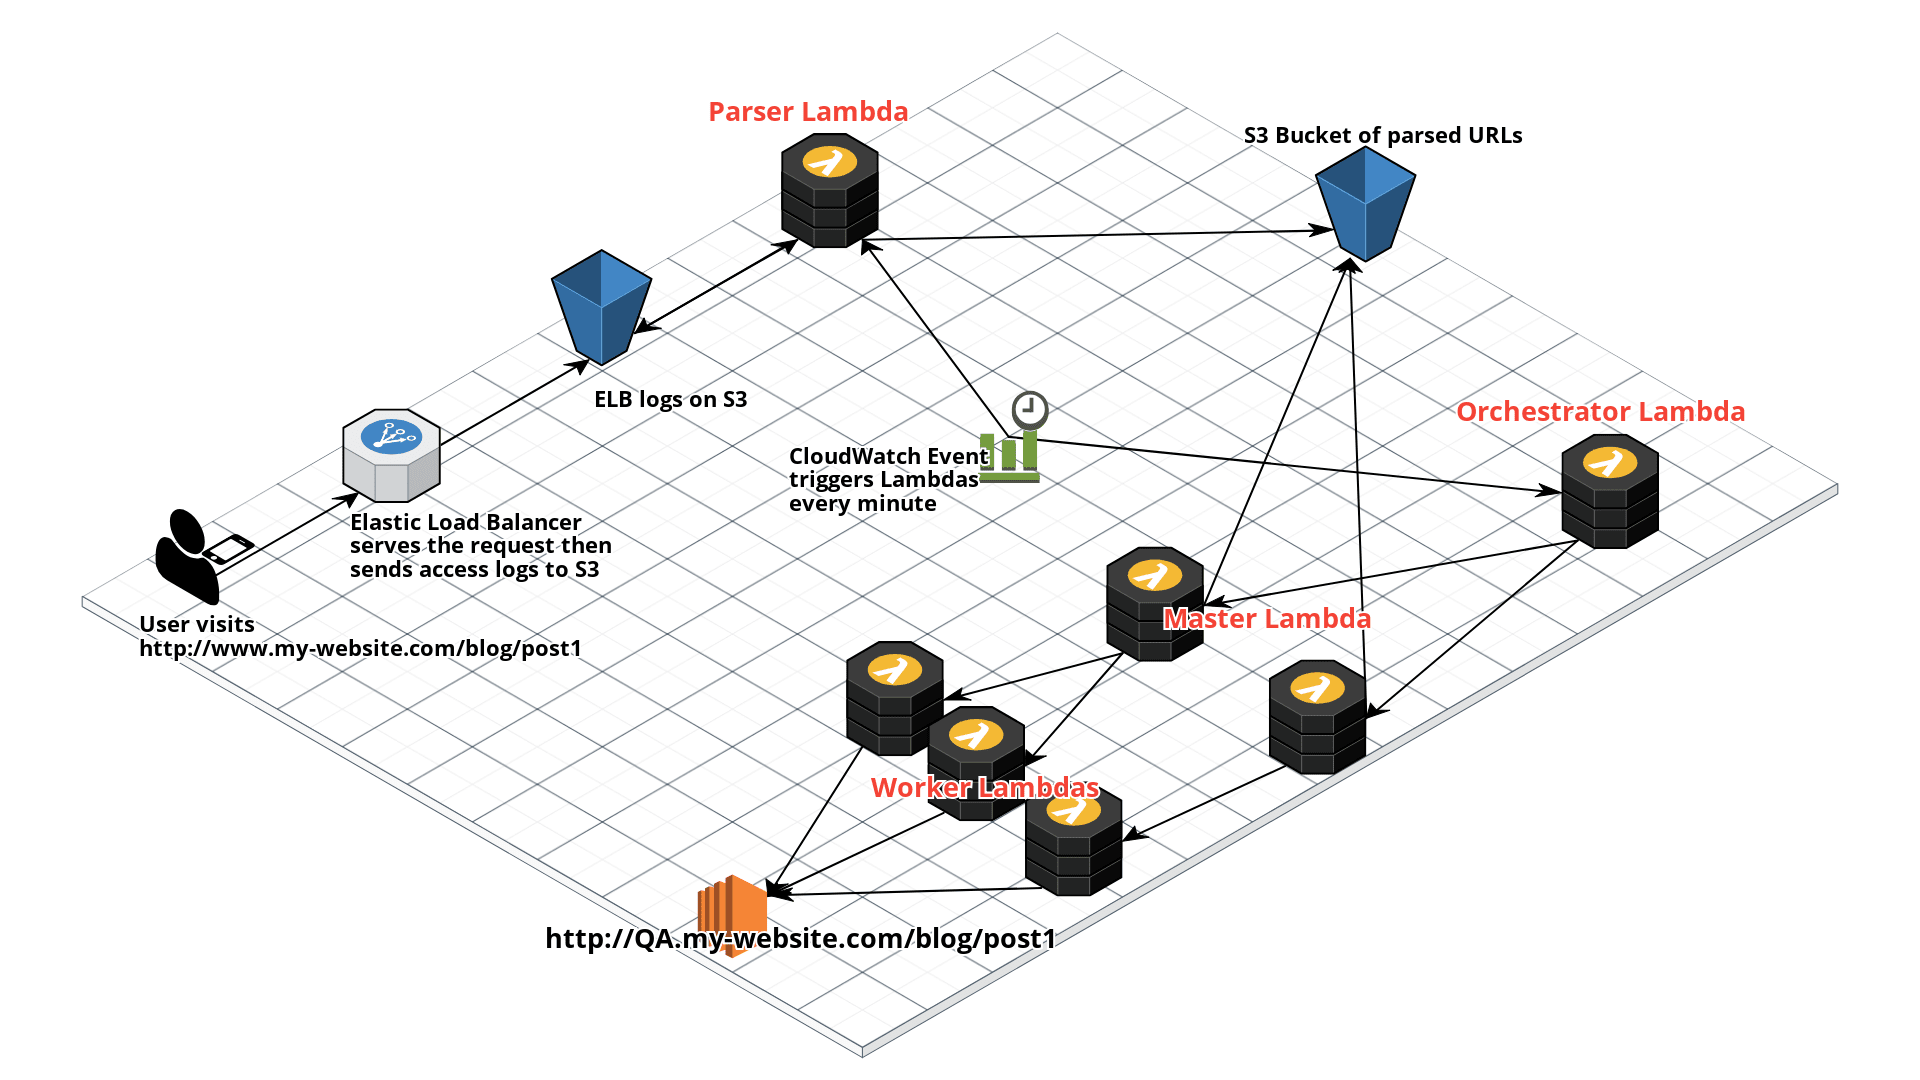 Parser Lambda
S3 Bucket of parsed URLs
ELB logs on S3
Orchestrator Lambda
CloudWatch Event
triggers Lambdas
every minute
Elastic Load Balancer
serves the request then
sends access logs to S3
User visits
http://www.my-website.com/blog/post1
Master Lambda
Worker Lambdas
http://QA.my-website.com/blog/post1